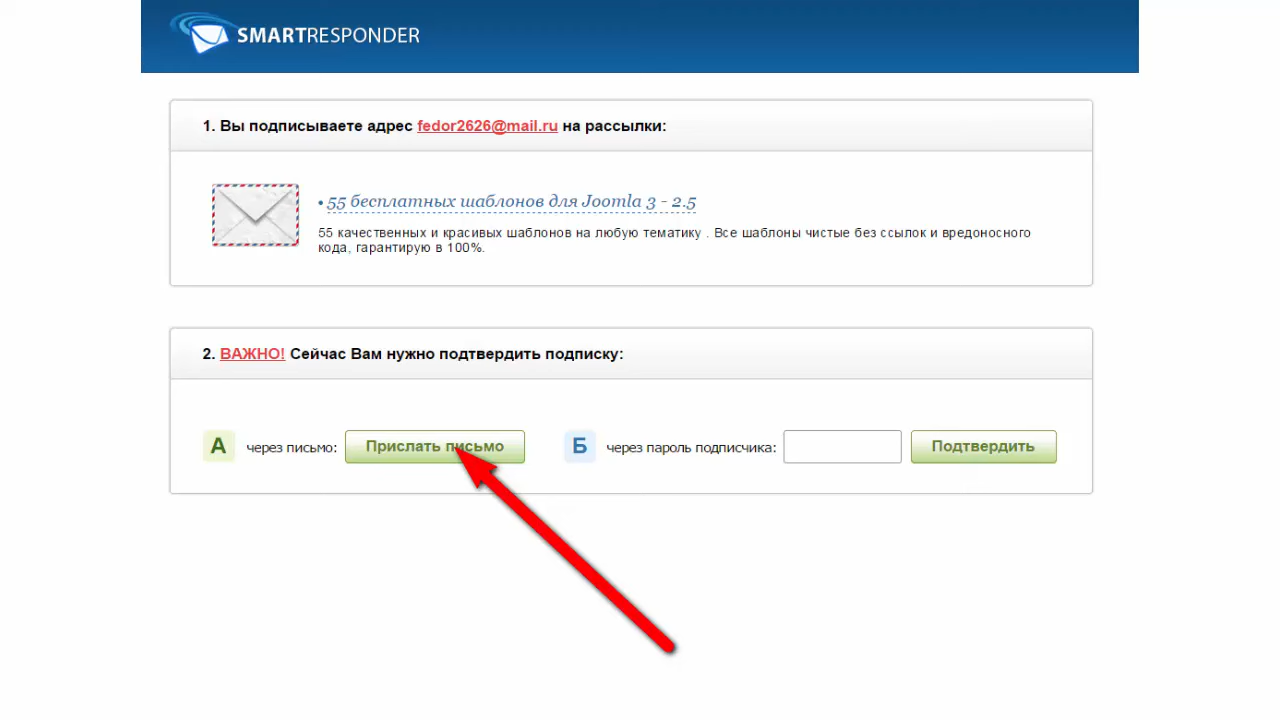 SMARTRESPONDER
1. Вы подписываете адрес fedor2626@mail.ru на рассылки:
• 55 бесплатных шаблонов для Joomla 3 - 2.5
55 качественных и красивых шаблонов на любую тематику . Все шаблоны чистые без ссылок и вредоносного
кода, гарантирую в 100%.
2. ВАЖНО! Сейчас Вам нужно подтвердить подписку:
А через письмо: Прислать письмо Б через пароль подписчика: Подтвердить